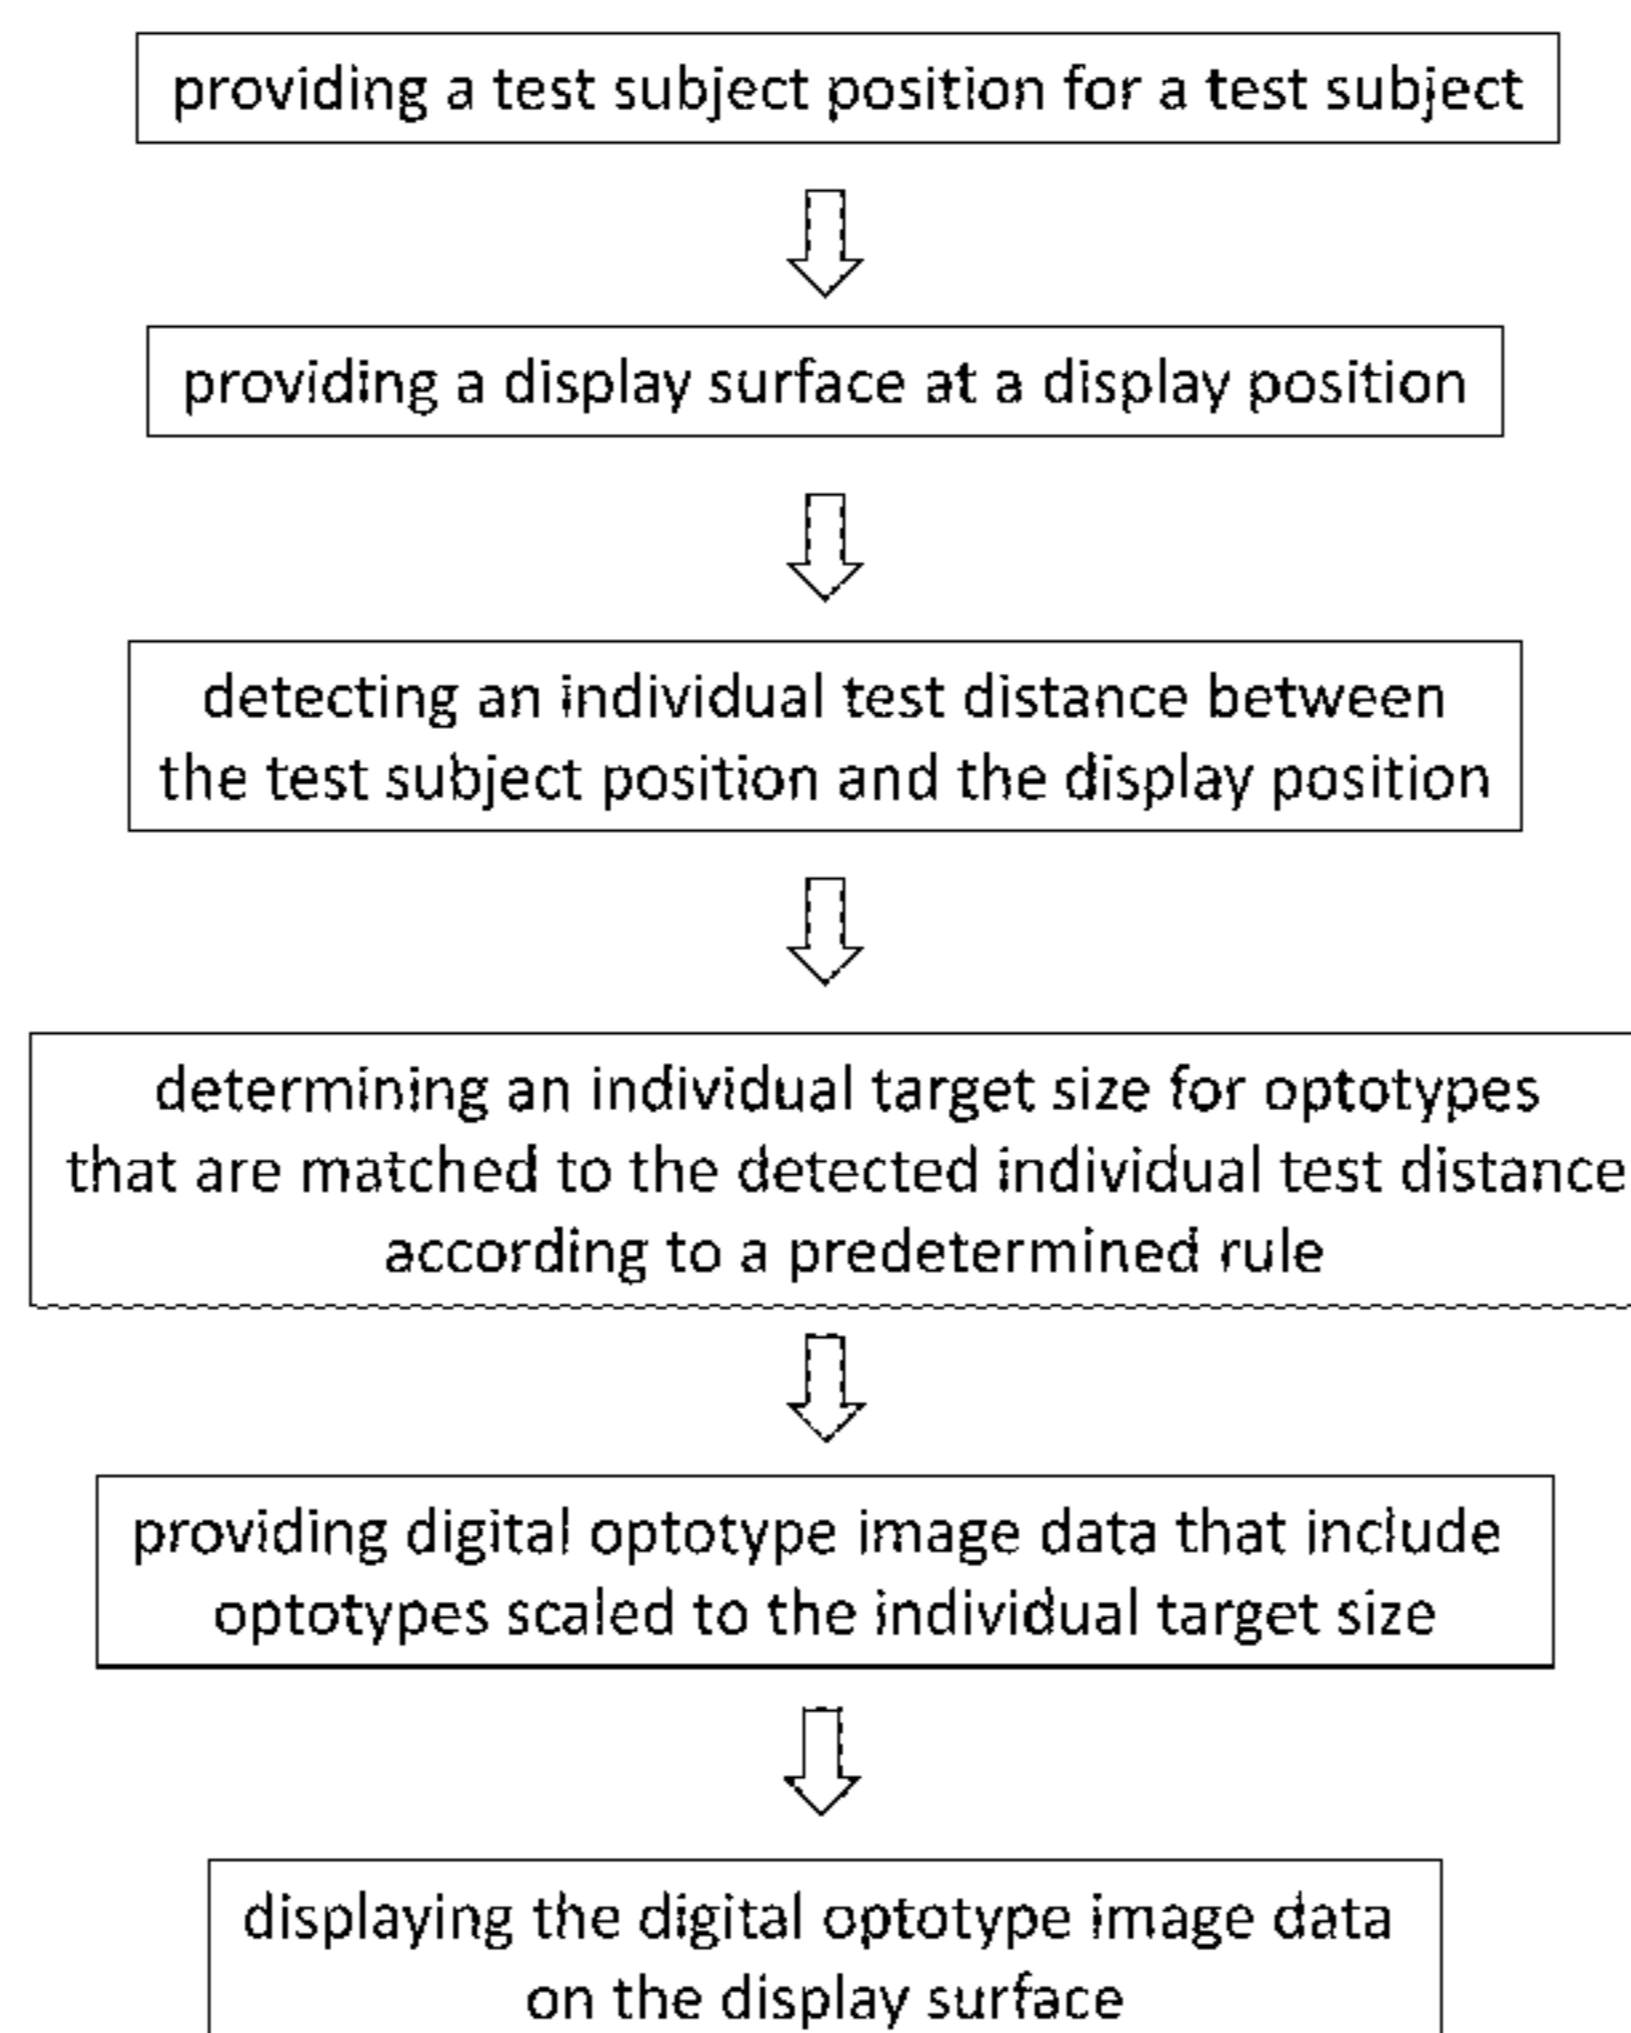 providing a test subject position for a test subject
providing a display surface at a display position
detecting an individual test distance between
the test subject position and the display position
determining an individual target size for optotypes
that are matched to the detected individual test distance
according to a predetermined rule
providing digital optotype image data that include
optotypes scaled to the individual target size
displaying the digital optotype image data
on the display surface